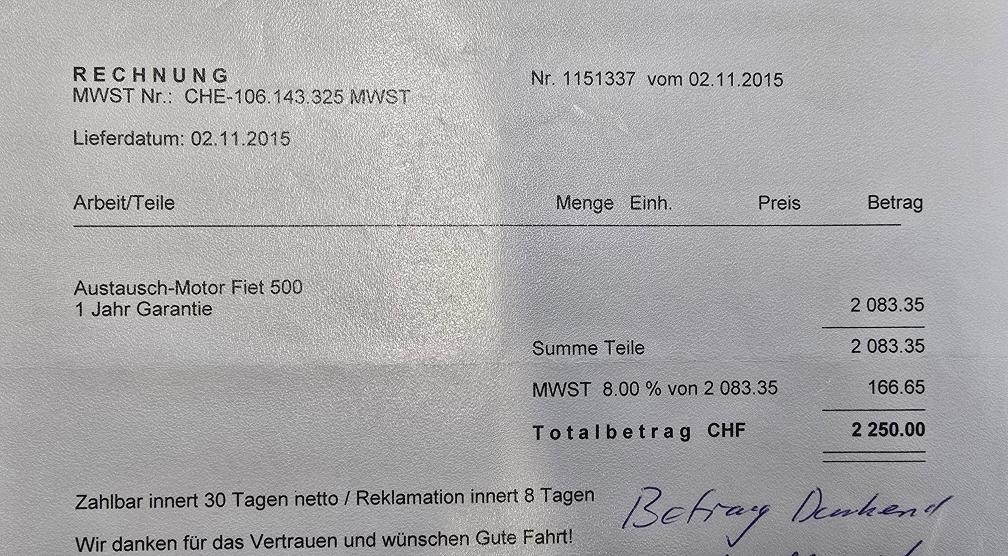 RECHNUNG
MWST Nr.: CHE-106.143.325 MWST
Nr. 1151337 vom 02.11.2015
Lieferdatum: 02.11.2015
Arbeit/Teile Menge Einh. Preis Betrag
Austausch-Motor Fiet 500
1 Jahr Garantie 2 083.35
Summe Teile 2 083.35
MWST 8.00 % von 2 083.35 166.65
Totalbetrag CHF 2 250.00
Zahlbar innert 30 Tagen netto / Reklamation innert 8 Tagen
Betrag Dankend
Wir danken für das Vertrauen und wünschen Gute Fahrt!